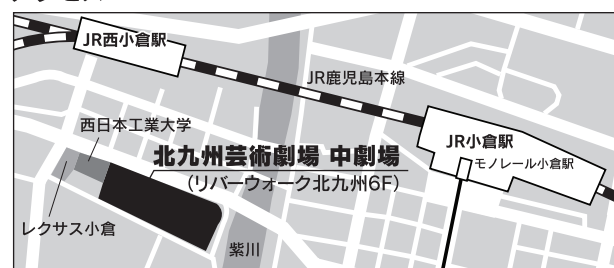 JR西小倉駅
JR鹿児島本線
西日本工業大学
JR小倉駅
北九州芸術劇場 中劇場
モノレール小倉駅
(リバーウォーク北九州6F)
レクサス小倉
紫川